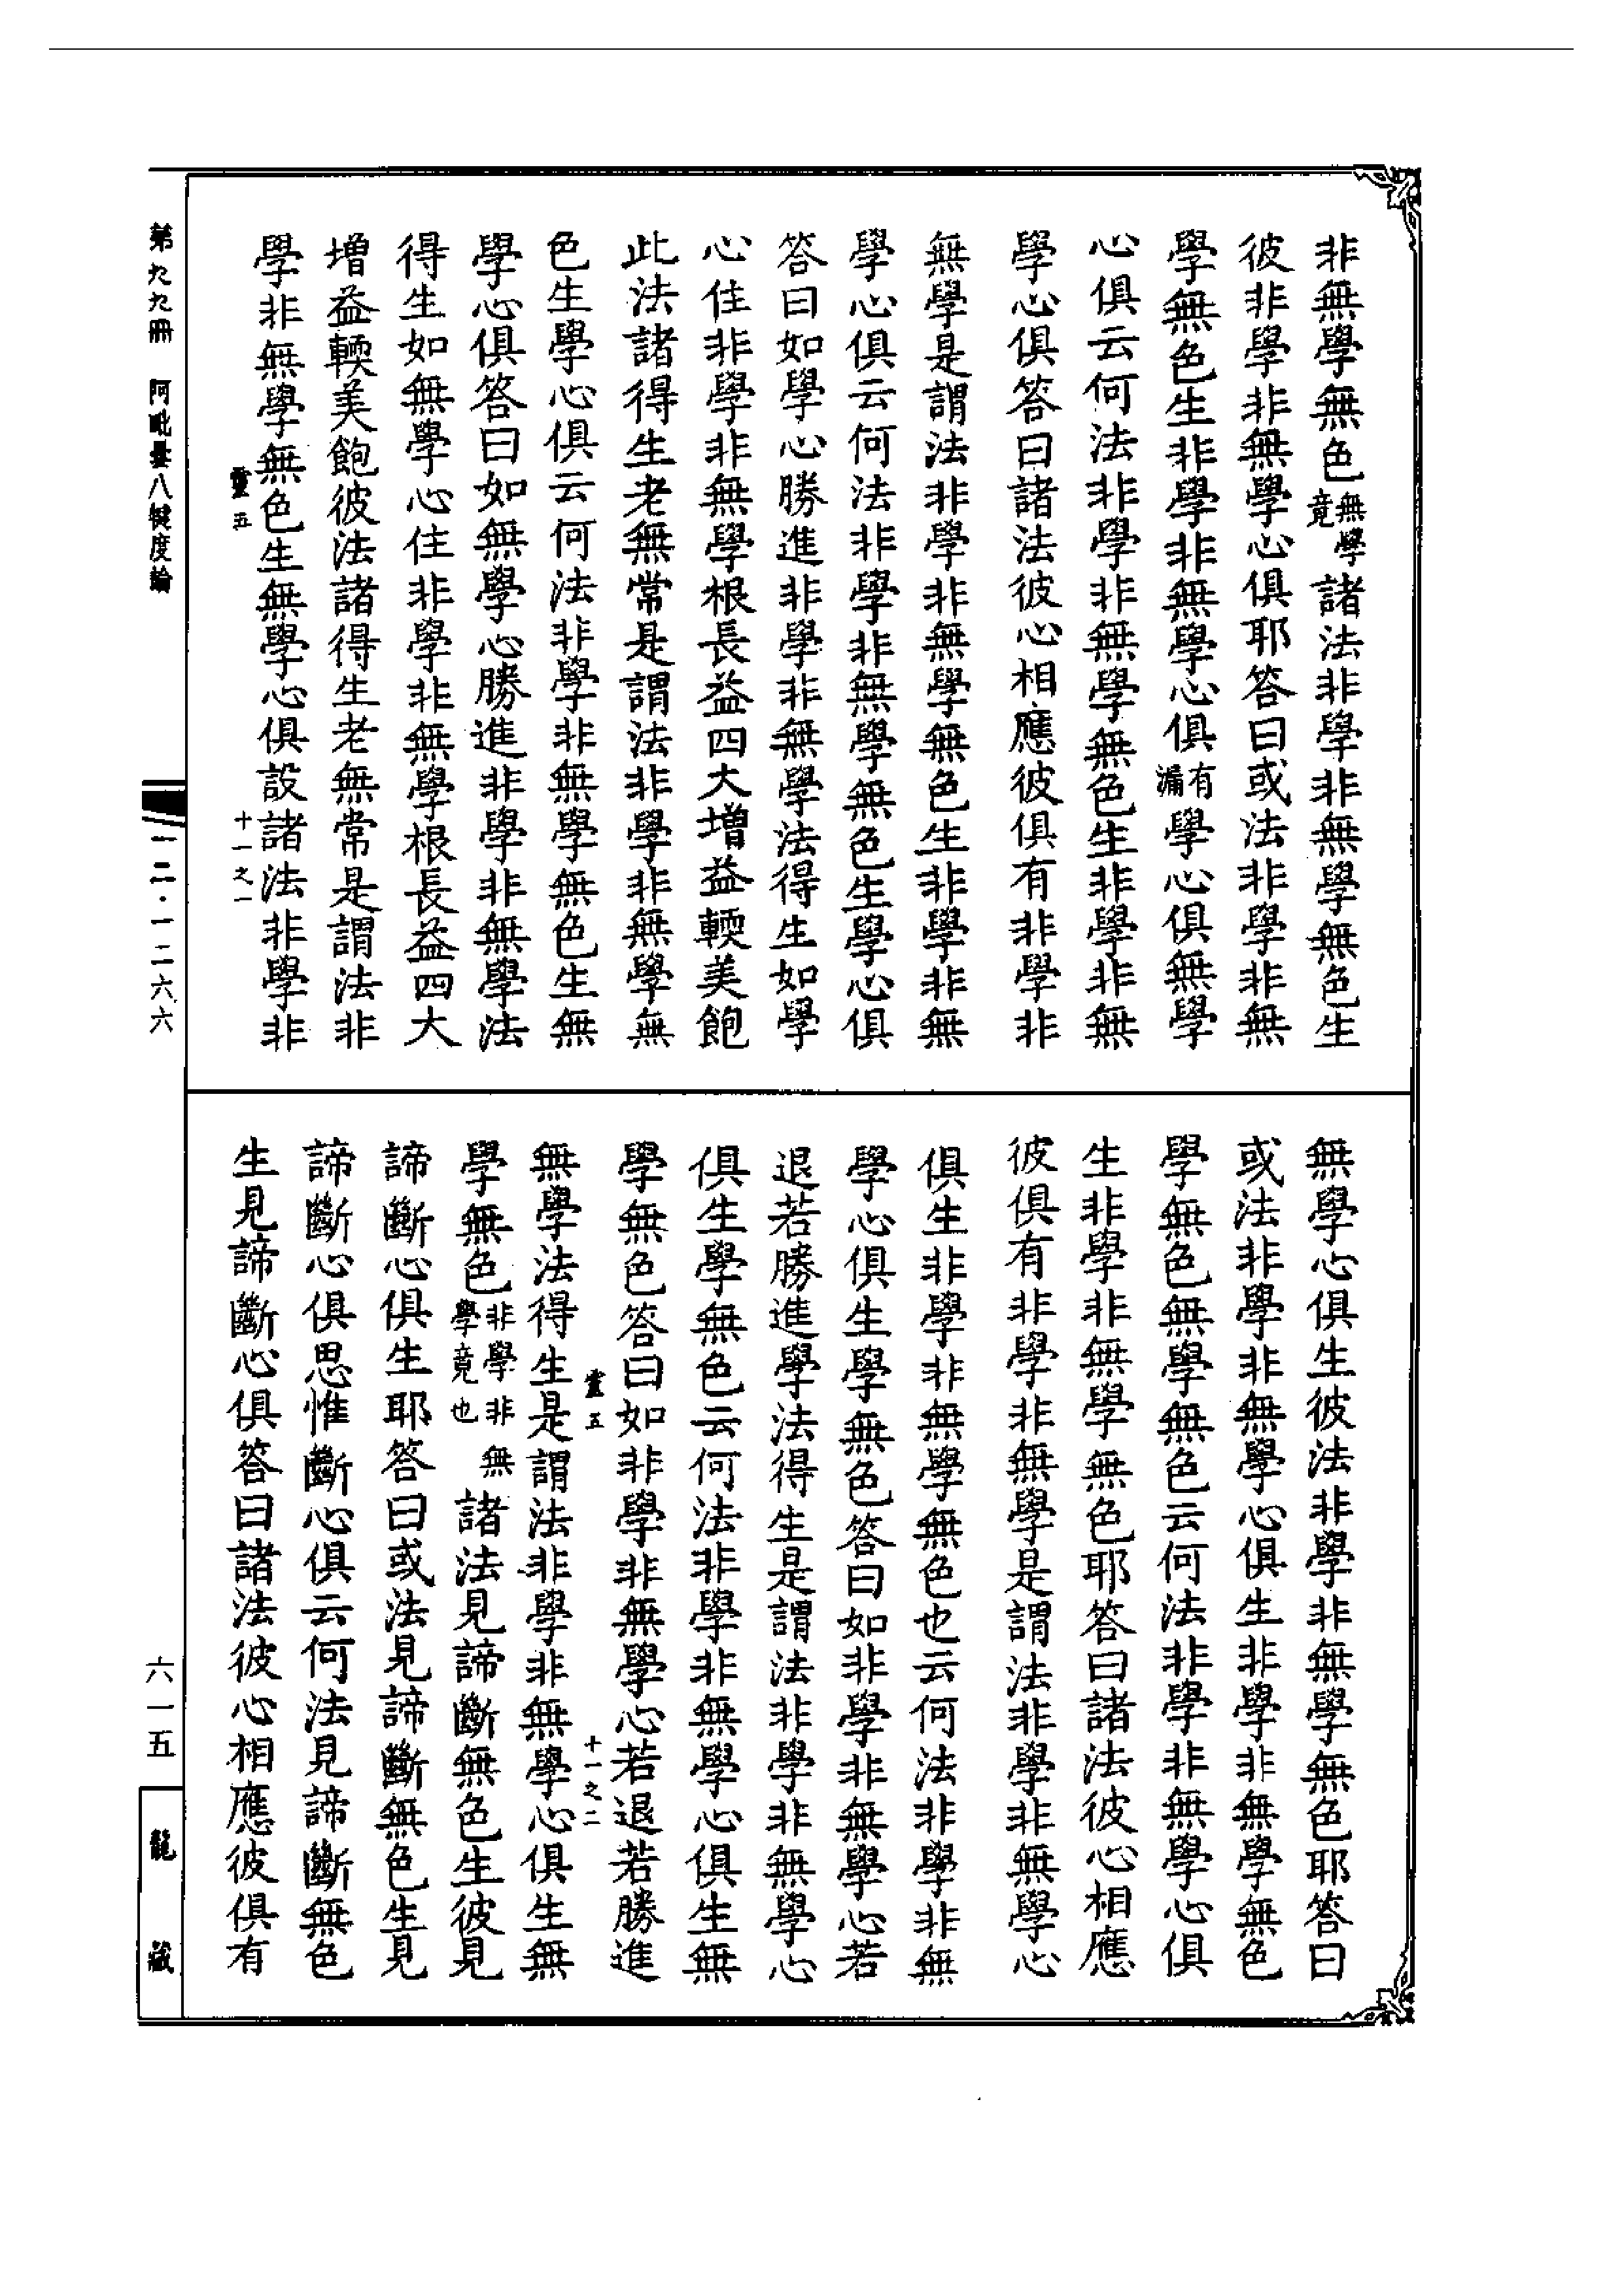 非無學無色無學竟諸法非學非無學無色生
彼非學非無學心俱耶答曰或法非學非無
學無色生非學非無學心俱有漏學心俱無學
心俱云何法非學非無學無色生非學非無
學心俱答曰諸法彼心相應彼俱有非學非
無學是謂法非學非無學無色生非學非無
學心俱云何法非學非無學無色生學心俱
答曰如學心勝進非學非無學法得生如學
心住非學非無學根長益四大增益輭美飽
此法諸得生老無常是謂法非學非無學無
色生學心俱云何法非學非無學無色生無
學心俱答曰如無學心勝進非學非無學法
得生如無學心住非學非無學根長益四大
增益輭美飽彼法諸得生老無常是謂法非
學非無學無色生無學心俱設諸法非學非
靈五
十一之一
無學心俱生彼法非學非無學無色耶答曰
或法非學非無學心俱生非學非無學無色
學無色無學無色云何法非學非無學心俱
生非學非無學無色耶答曰諸法彼心相應
彼俱有非學非無學是謂法非學非無學心
俱生非學非無學無色也云何法非學非無
學心俱生學無色答曰如非學非無學心若
退若勝進學法得生是謂法非學非無學心
俱生學無色云何法非學非無學心俱生無
學無色答曰如非學非無學心若退若勝進
靈五
十一之二
無學法得生是謂法非學非無學心俱生無
學無色非學非無學竟也諸法見諦斷無色生彼見
諦斷心俱生耶答曰或法見諦斷無色生見
諦斷心俱思惟斷心俱云何法見諦斷無色
生見諦斷心俱答曰諸法彼心相應彼俱有
第九九冊 阿毗曇八犍度論
一二·一二六六
六一五
龍藏